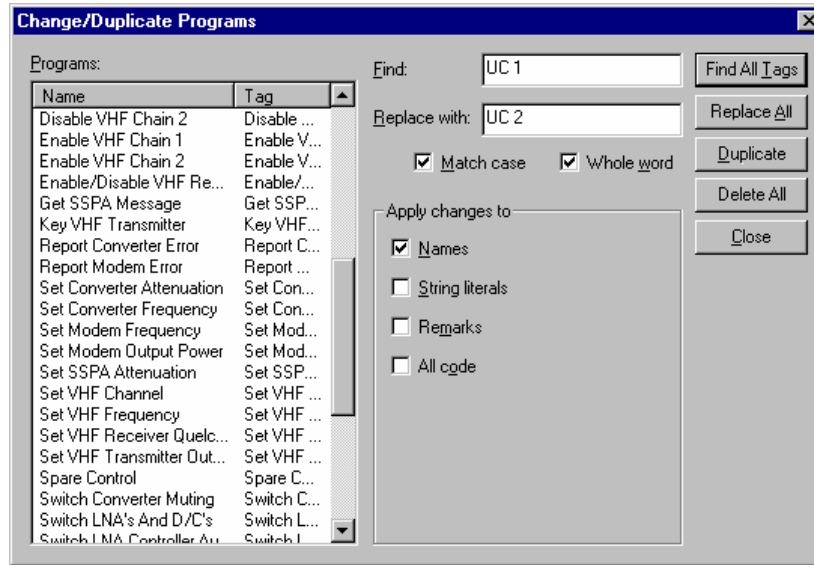 Change/Duplicate Programs
Programs:
Name Tag
Disable VHF Chain 2 Disable ...
Enable VHF Chain 1 Enable V...
Enable VHF Chain 2 Enable V...
Enable/Disable VHF Re... Enable/...
Get SSPA Message Get SSP...
Key VHF Transmitter Key VHF...
Report Converter Error Report C...
Report Modem Error Report ...
Set Converter Attenuation Set Con...
Set Converter Frequency Set Con...
Set Modem Frequency Set Mod...
Set Modem Output Power Set Mod...
Set SSPA Attenuation Set SSP...
Set VHF Channel Set VHF ...
Set VHF Frequency Set VHF ...
Set VHF Receiver Quelc... Set VHF ...
Set VHF Transmitter Out... Set VHF ...
Spare Control Spare C...
Switch Converter Muting Switch C...
Switch LNA's And D/C's Switch L...
Switch LNA Controller Au Switch L
Find: UC 1
Replace with: UC 2
Match case Whole word
Apply changes to
Names
String literals
Remarks
All code
Find All Tags
Replace All
Duplicate
Delete All
Close